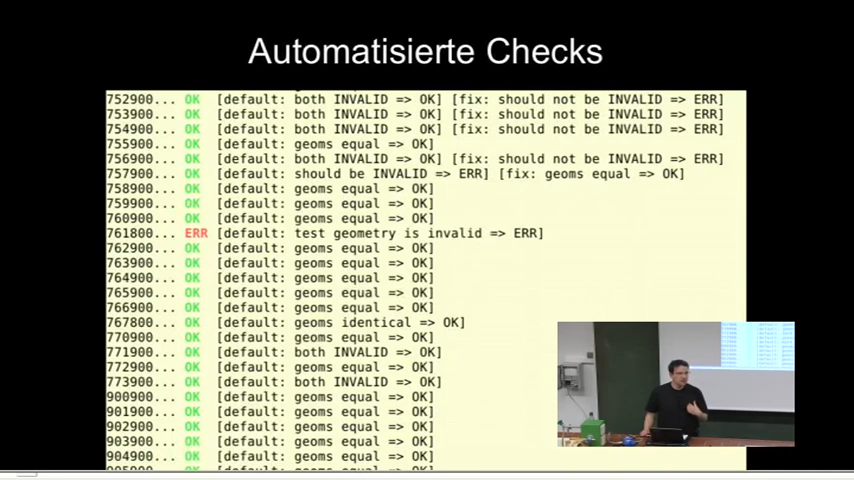 Automatisierte Checks
752900... OK [default: both INVALID => OK] [fix: should not be INVALID => ERR]
753900... OK [default: both INVALID => OK] [fix: should not be INVALID => ERR]
754900... OK [default: both INVALID => OK] [fix: should not be INVALID => ERR]
755900... OK [default: geoms equal => OK]
756900... OK [default: both INVALID => OK] [fix: should not be INVALID => ERR]
757900... OK [default: should be INVALID => ERR] [fix: geoms equal => OK]
758900... OK [default: geoms equal => OK]
759900... OK [default: geoms equal => OK]
760900... OK [default: geoms equal => OK]
761800... ERR [default: test geometry is invalid => ERR]
762900... OK [default: geoms equal => OK]
763900... OK [default: geoms equal => OK]
764900... OK [default: geoms equal => OK]
765900... OK [default: geoms equal => OK]
766900... OK [default: geoms equal => OK]
767800... OK [default: geoms identical => OK]
770900... OK [default: geoms equal => OK]
771900... OK [default: both INVALID => OK]
772900... OK [default: geoms equal => OK]
773900... OK [default: both INVALID => OK]
900900... OK [default: geoms equal => OK]
901900... OK [default: geoms equal => OK]
902900... OK [default: geoms equal => OK]
903900... OK [default: geoms equal => OK]
904900... OK [default: geoms equal => OK]
905900... OK [default: geoms equal => OK]